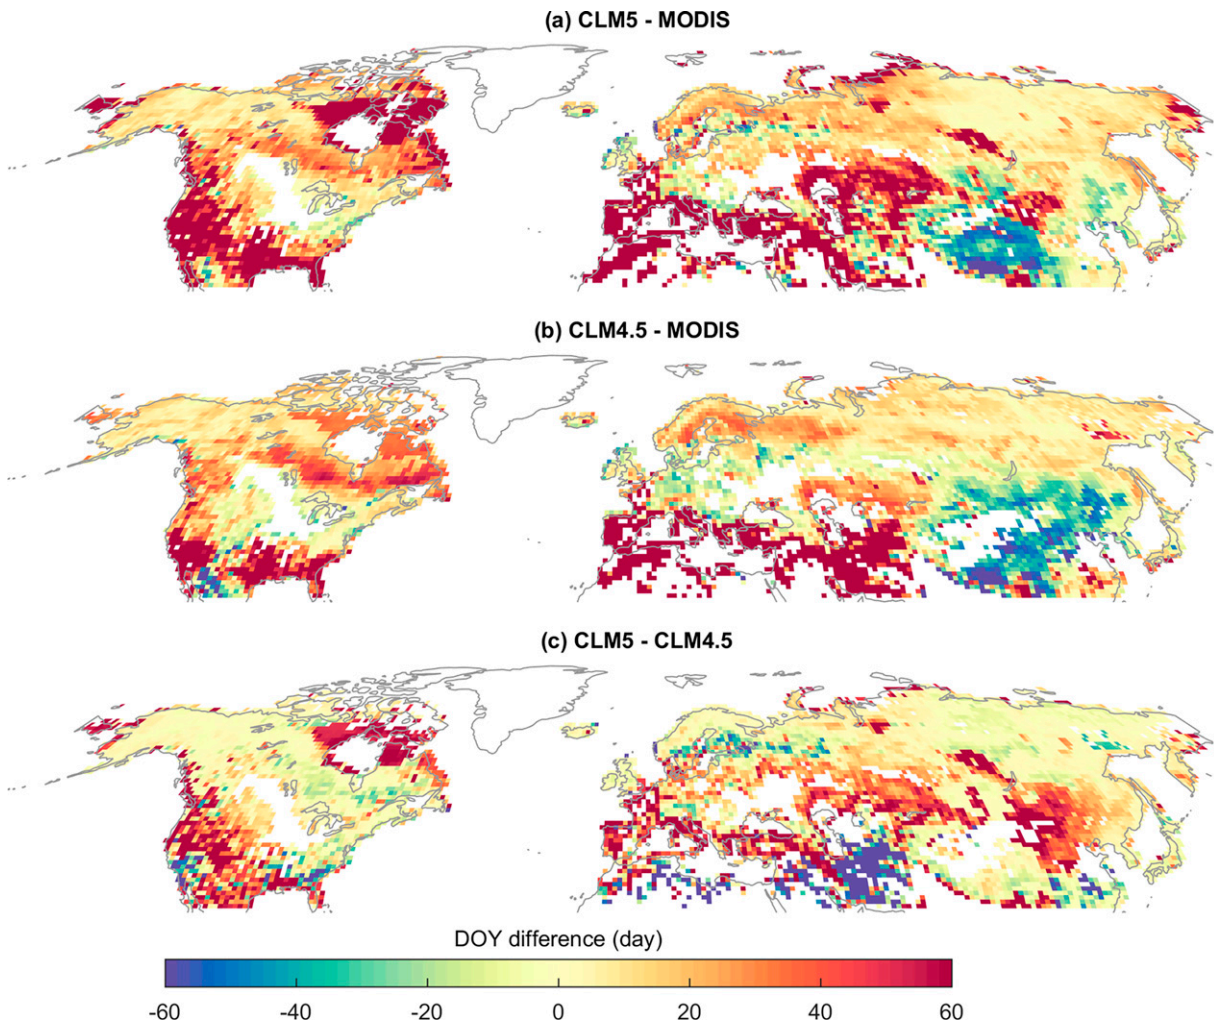 (a) CLM5 - MODIS
(b) CLM4.5 - MODIS
(c) CLM5 - CLM4.5
DOY difference (day)
-60 -40 -20 0 20 40 60